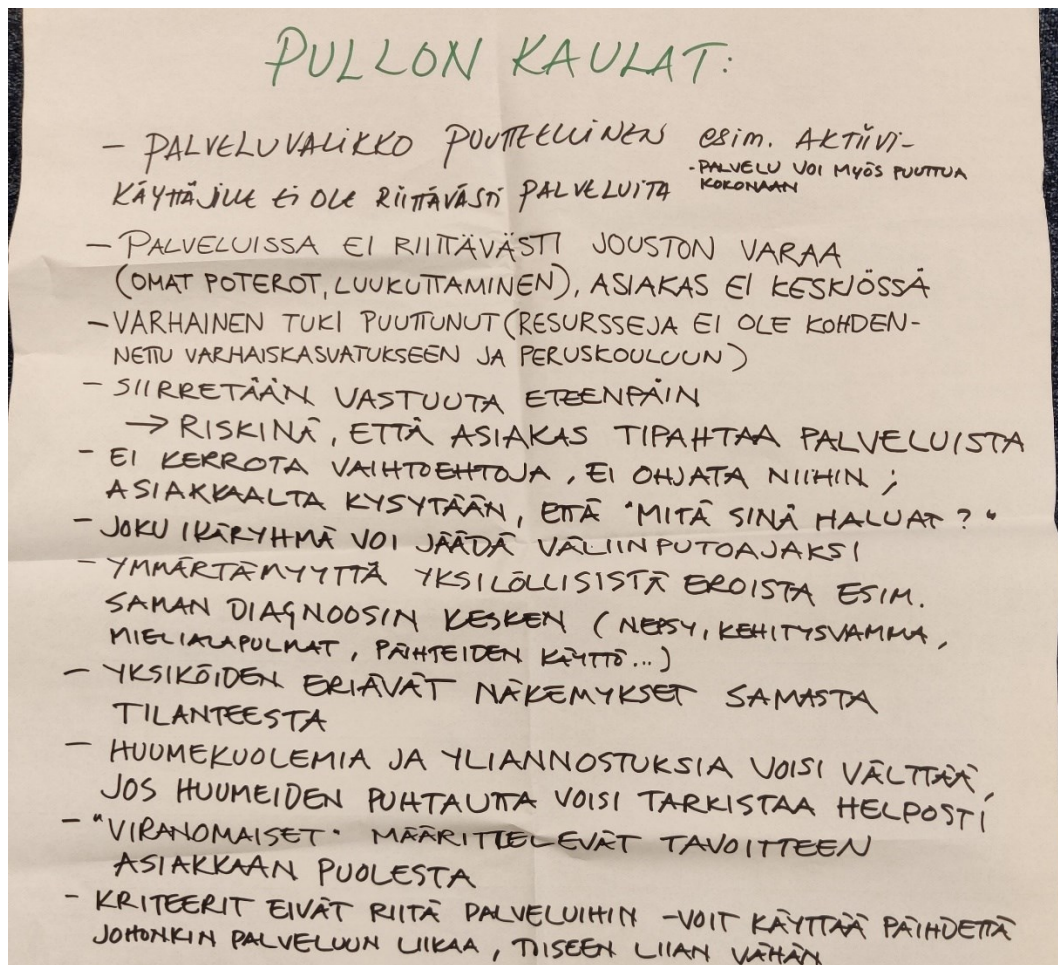 PULLON KAULAT:
- PALVELUVALIKKO PUUTTEELLINEN esim. AKTIIVI-
KÄYTTÄJILLE Ei OLE RIITTÄVÄSTI PALVELUITA
-PALVELU VOI MYÖS PUUTTUA
KOKONAAN
- PALVELUISSA EI RIITTÄVÄSTI JOUSTON VARAA
(OMAT POTEROT, LUUKUTTAMINEN), ASIAKAS EI KESKIÖSSÄ
- VARHAINEN TUKI PUUTTUNUT (RESURSSEJA EI OLE KOHDEN-
NETTU VARHAISKASVATUKSEEN JA PERUSKOULUUN)
- SIIRRETÄÄN VASTUUTA ETEENPÄIN
→ RISKINÄ, ETTÄ ASIAKAS TIPAHTAA PALVELUISTA
- EI KERROTA VAIHTOEHTOJA, EI OHJATA NIIHIN;
ASIAKKAALTA KYSYTÄÄN, ETTÄ "MITÄ SINÄ HALUAT?"
- JOKU IKÄRYHMÄ VOI JÄÄDÄ VÄLIINPUTOAJAKSI
- YMMÄRTÄMYYTTÄ YKSILÖLLISISTÄ EROISTA ESIM.
SAMAN DIAGNOOSIN KESKEN (NEPSY, KEHITYSVAMMA,
MIELIALAPULMAT, PÄIHTEIDEN KÄYTTÖ...)
- YKSIKÖIDEN ERIÄVÄT NÄKEMYKSET SAMASTA
TILANTEESTA
- HUUMEKUOLEMIA JA YLIANNOSTUKSIA VOISI VÄLTTÄÄ,
JOS HUUMEIDEN PUHTAUTTA VOISI TARKISTAA HELPOSTI
- "VIRANOMAISET" MÄÄRITTELEVÄT TAVOITTEEN
ASIAKKAAN PUOLESTA
- KRITEERIT EIVÄT RIITÄ PALVELUIHIN - VOIT KÄYTTÄÄ PÄIHDETTÄ
JOHONKIN PALVELUUN LIIKAA, TOISEEN LIIAN VÄHÄN